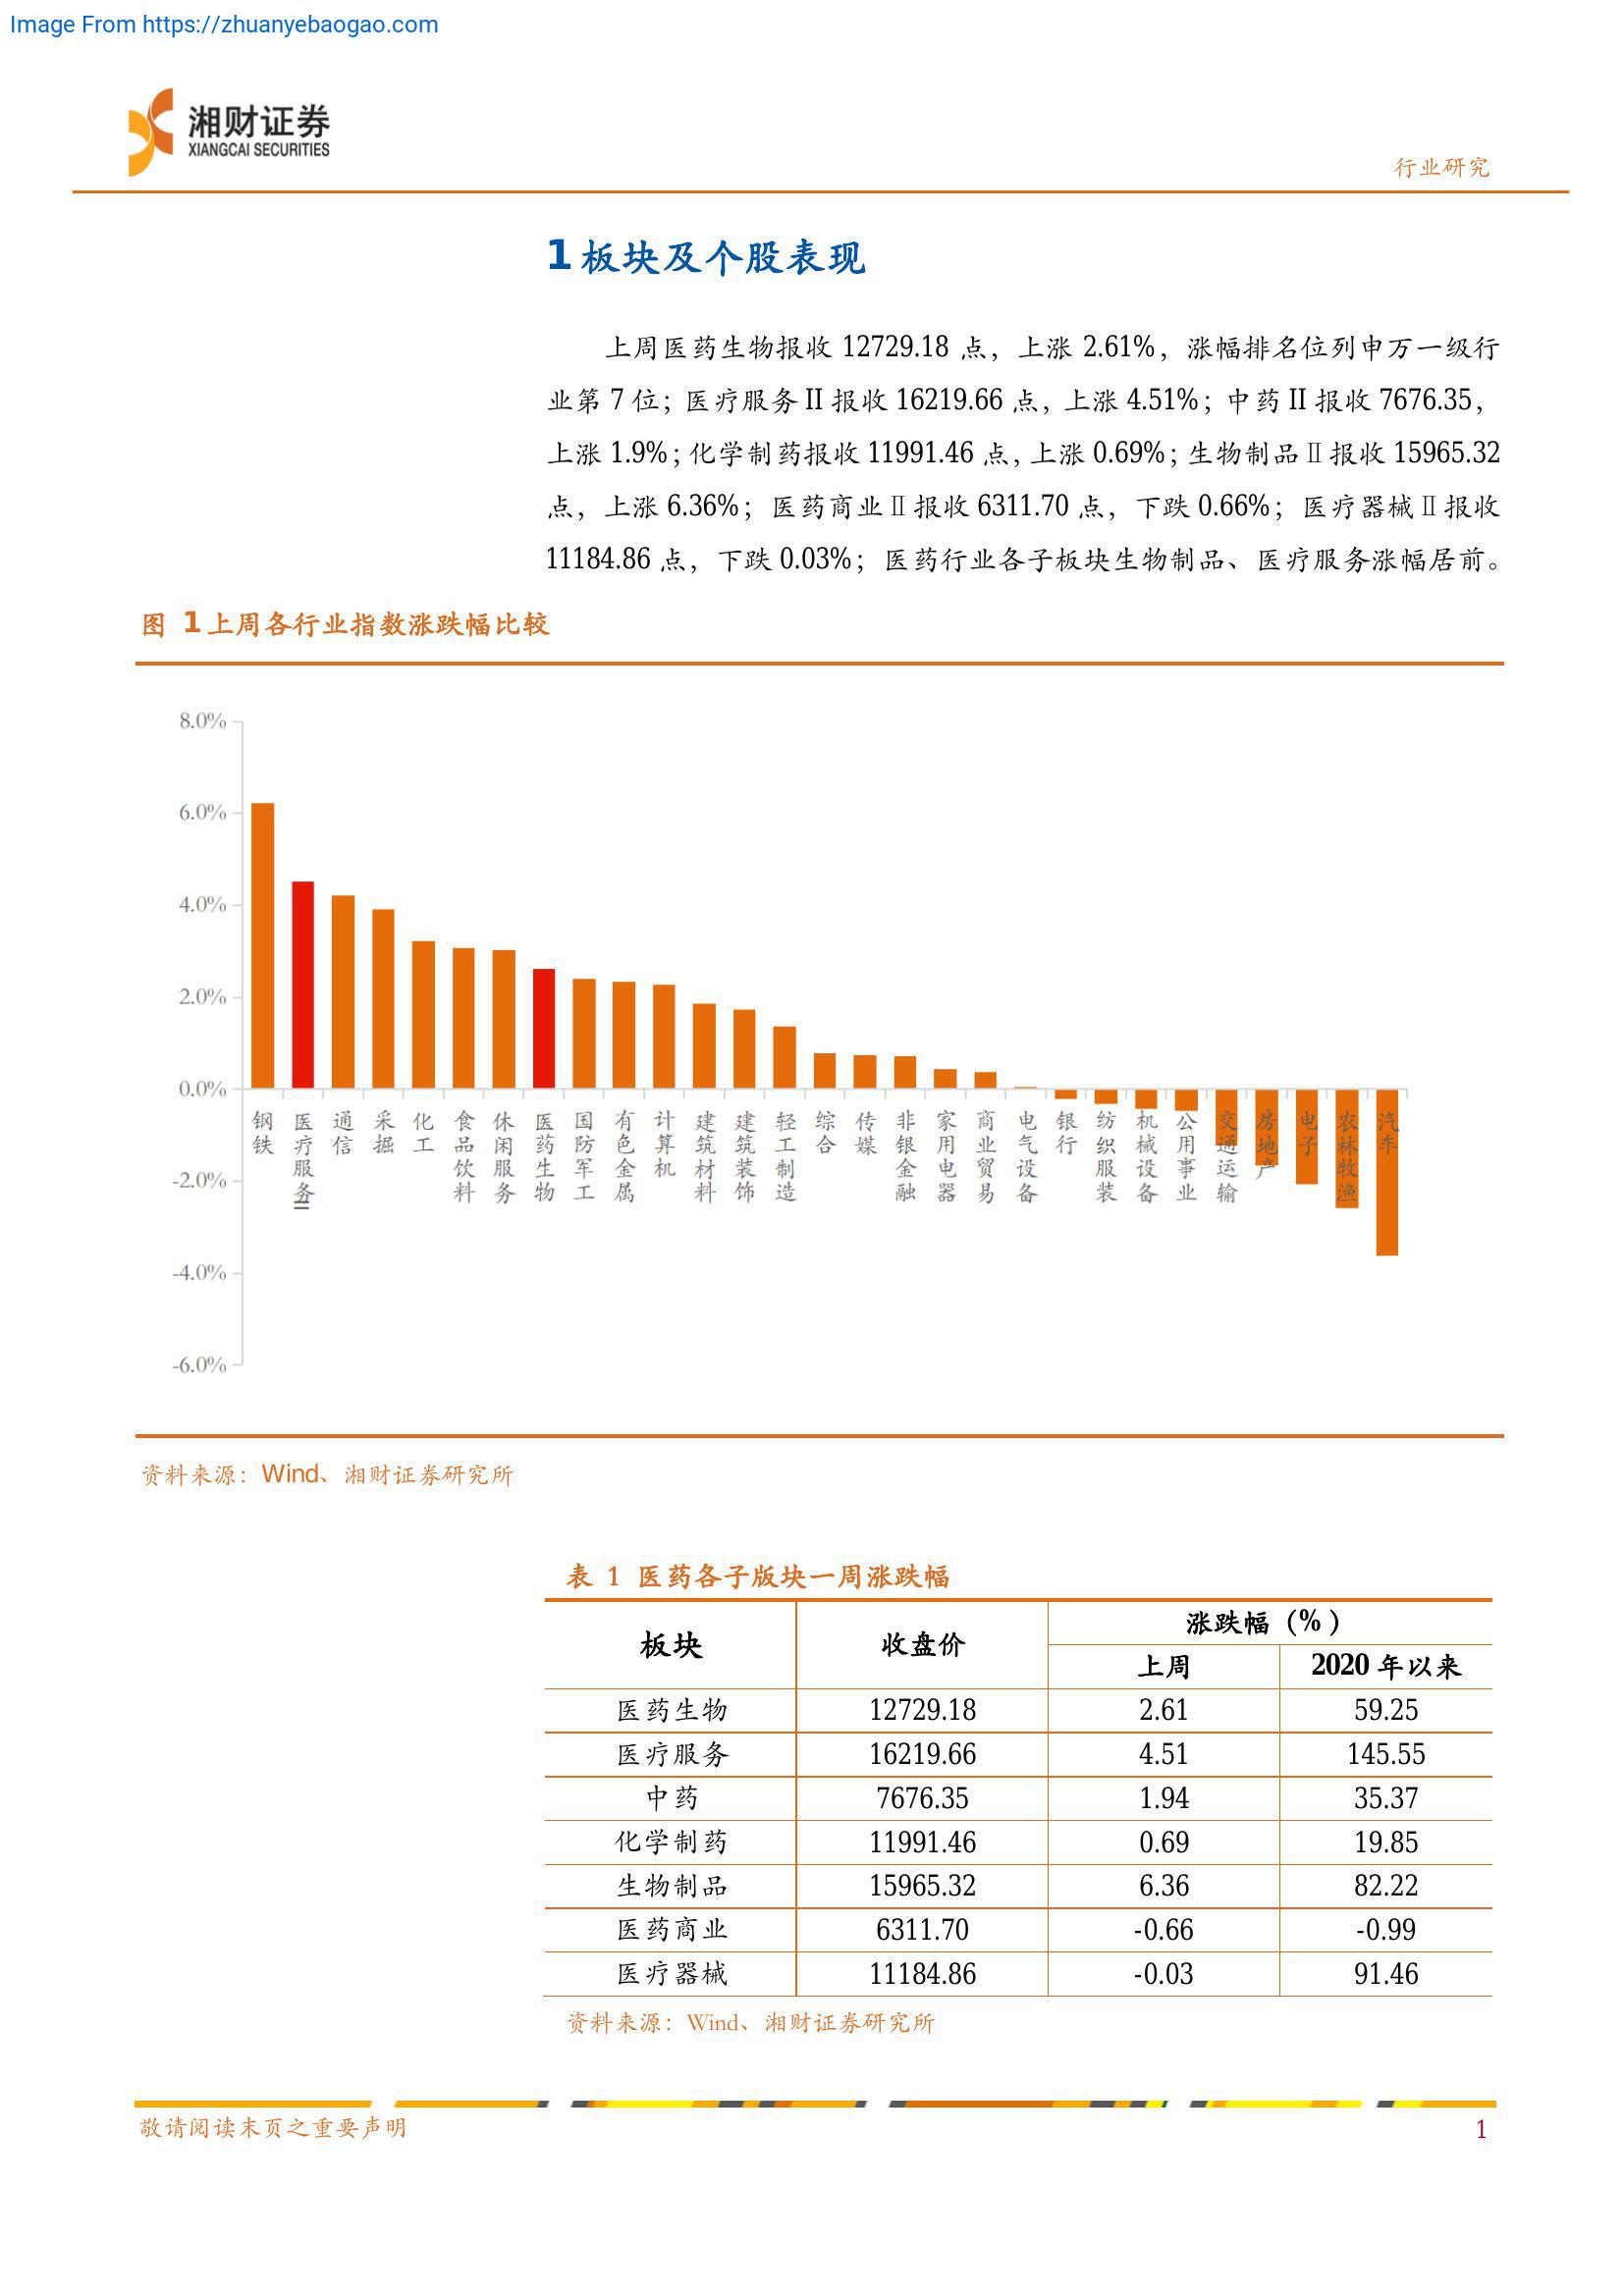 Image From https://zhuanyebaogao.com
湘财证券
XIANGCAI SECURITIES
行业研究
1 板块及个股表现
上周医药生物报收 12729.18 点，上涨 2.61%，涨幅排名位列申万一级行
业第 7 位；医疗服务 II 报收 16219.66 点，上涨 4.51%；中药 II 报收 7676.35，
上涨 1.9%；化学制药报收 11991.46 点，上涨 0.69%；生物制品 II 报收 15965.32
点，上涨 6.36%；医药商业 II 报收 6311.70 点，下跌 0.66%；医疗器械 II 报收
11184.86 点，下跌 0.03%；医药行业各子板块生物制品、医疗服务涨幅居前。
图 1 上周各行业指数涨跌幅比较
8.0%
6.0%
4.0%
2.0%
0.0%
-2.0%
-4.0%
-6.0%
钢铁
医疗服务II
通信
采掘
化工
食品饮料
休闲服务
医药生物
国防军工
有色金属
计算机
建筑材料
建筑装饰
轻工制造
综合
传媒
非银金融
家用电器
商业贸易
电气设备
银行
纺织服装
机械设备
公用事业
交通运输
房地产
电子
农林牧渔
汽车
资料来源：Wind、湘财证券研究所
表 1 医药各子版块一周涨跌幅
板块 收盘价 涨跌幅（%）
上周 2020 年以来
医药生物 12729.18 2.61 59.25
医疗服务 16219.66 4.51 145.55
中药 7676.35 1.94 35.37
化学制药 11991.46 0.69 19.85
生物制品 15965.32 6.36 82.22
医药商业 6311.70 -0.66 -0.99
医疗器械 11184.86 -0.03 91.46
资料来源：Wind、湘财证券研究所
敬请阅读末页之重要声明
1